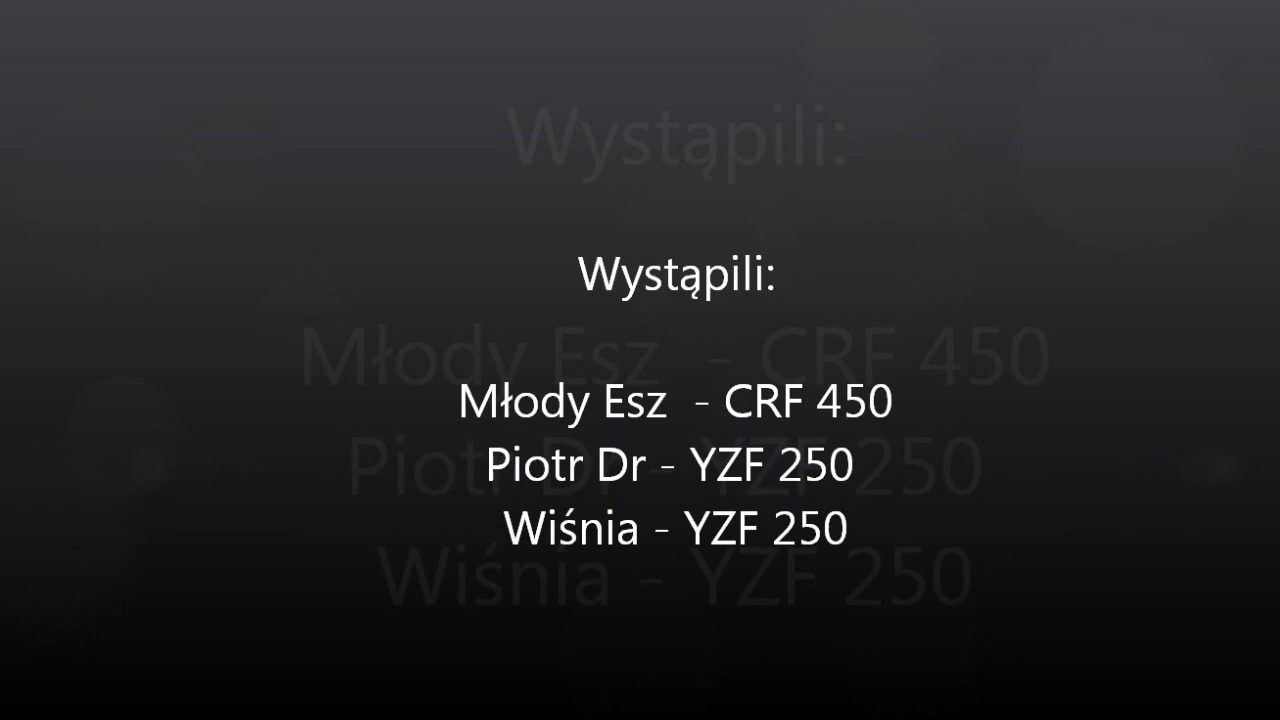 Wystąpili:
Młody Esz - CRF 450
Piotr Dr - YZF 250
Wiśnia - YZF 250